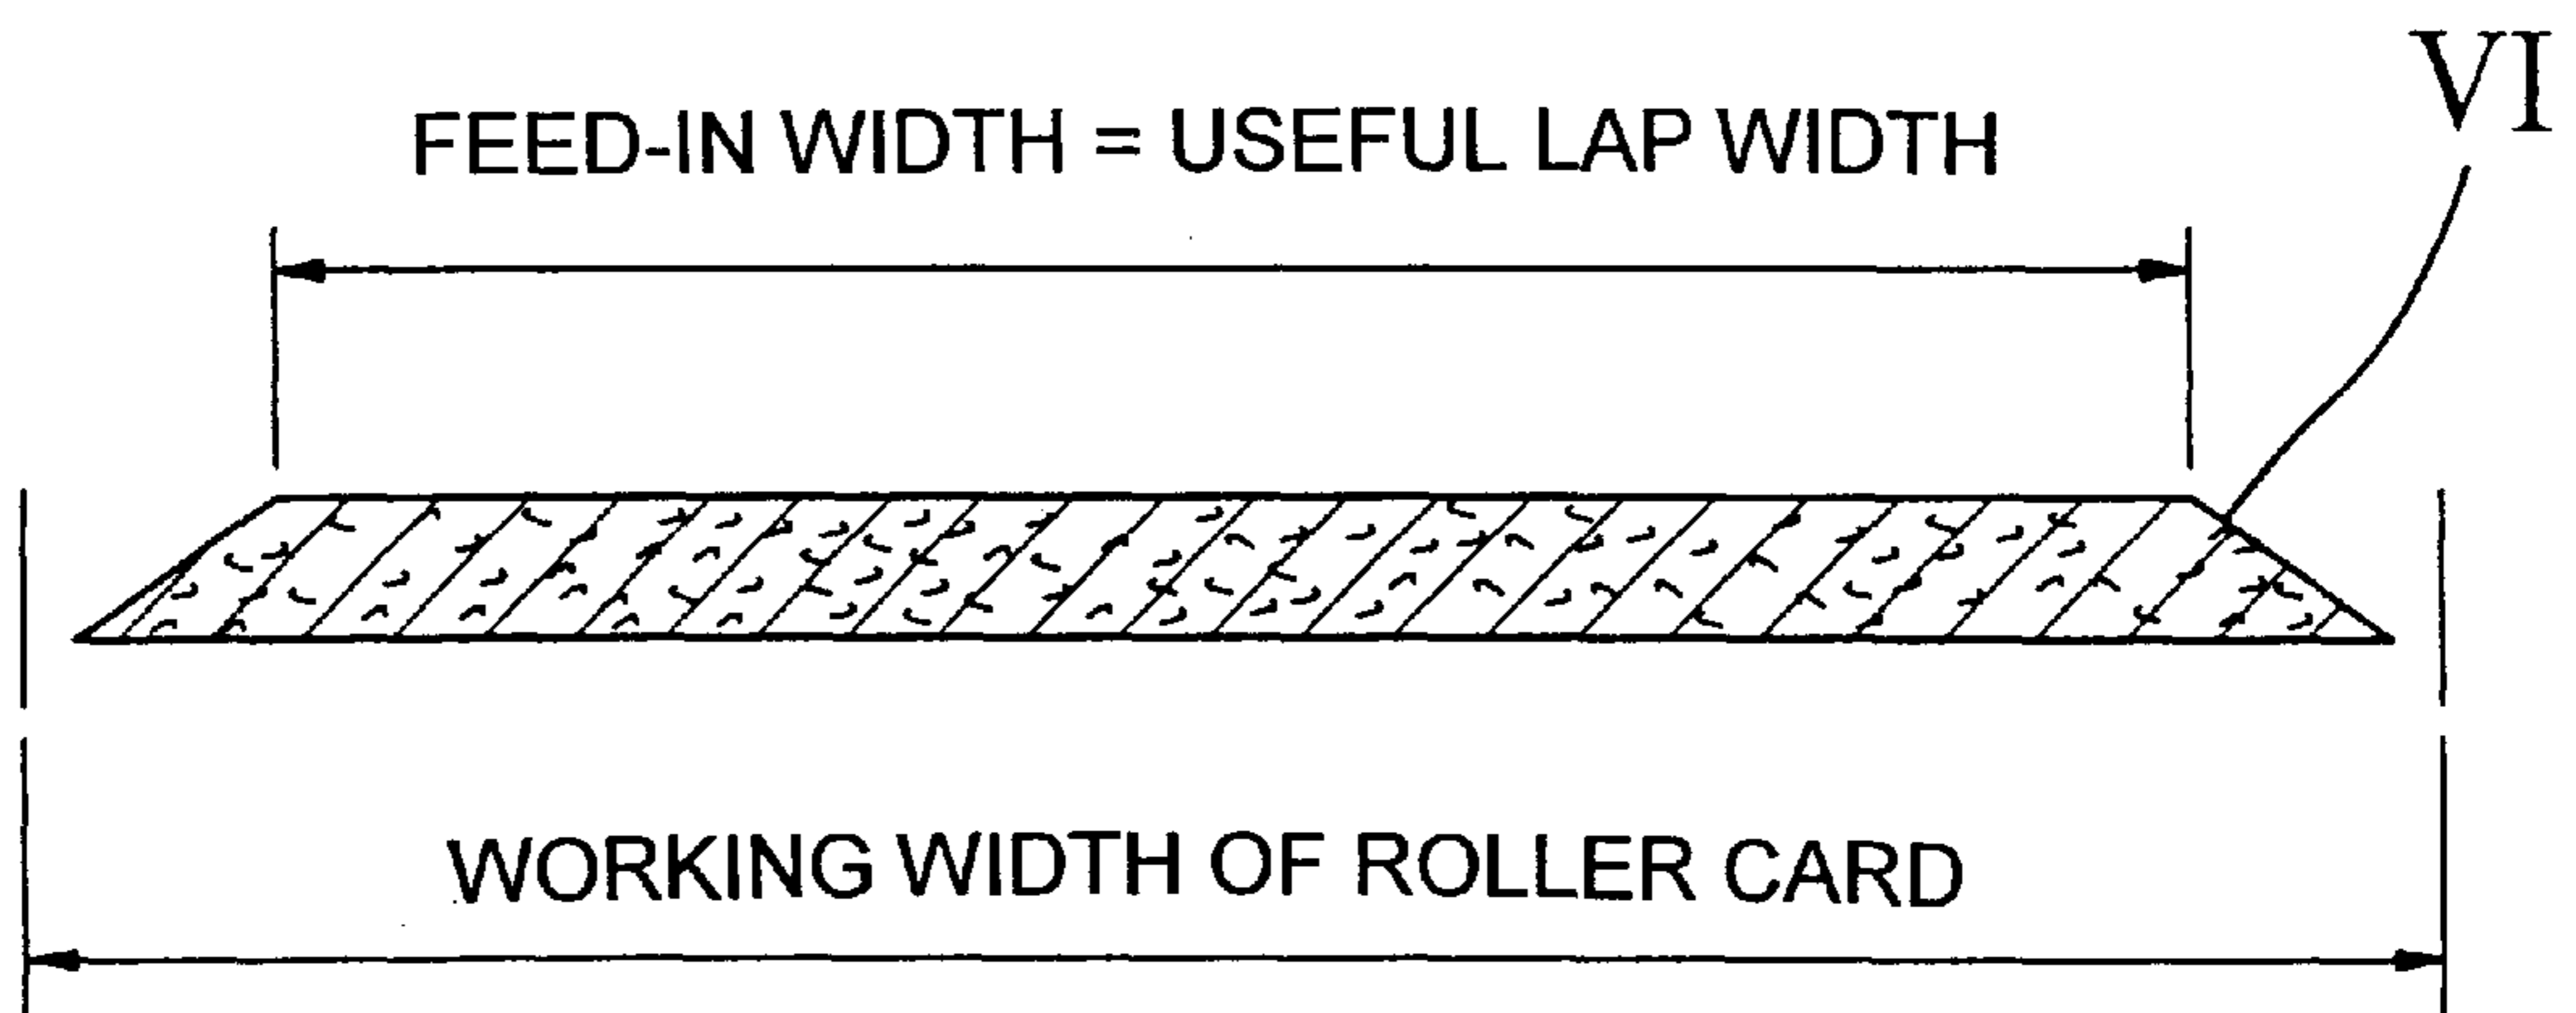 VI
FEED-IN WIDTH = USEFUL LAP WIDTH
WORKING WIDTH OF ROLLER CARD